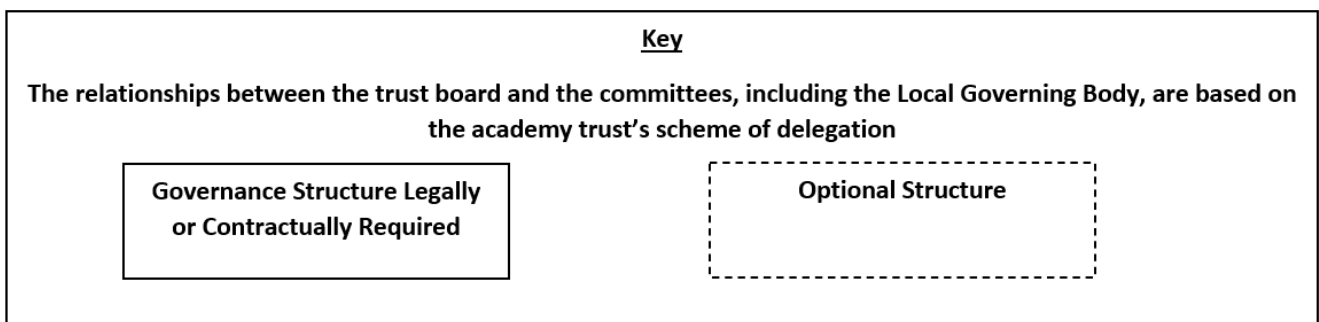 Key
The relationships between the trust board and the committees, including the Local Governing Body, are based on
the academy trust’s scheme of delegation
Governance Structure Legally
or Contractually Required
Optional Structure